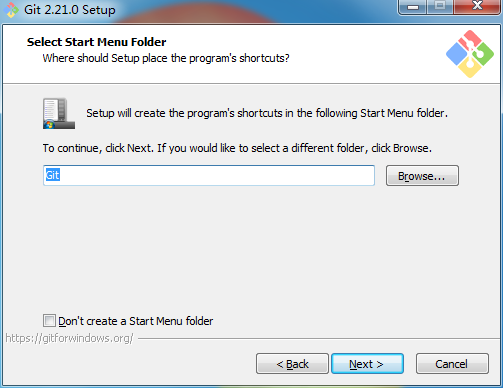 Git 2.21.0 Setup
Select Start Menu Folder
Where should Setup place the program's shortcuts?
Setup will create the program's shortcuts in the following Start Menu folder.
To continue, click Next. If you would like to select a different folder, click Browse.
Git
Browse...
Don't create a Start Menu folder
https://gitforwindows.org/
< Back
Next >
Cancel